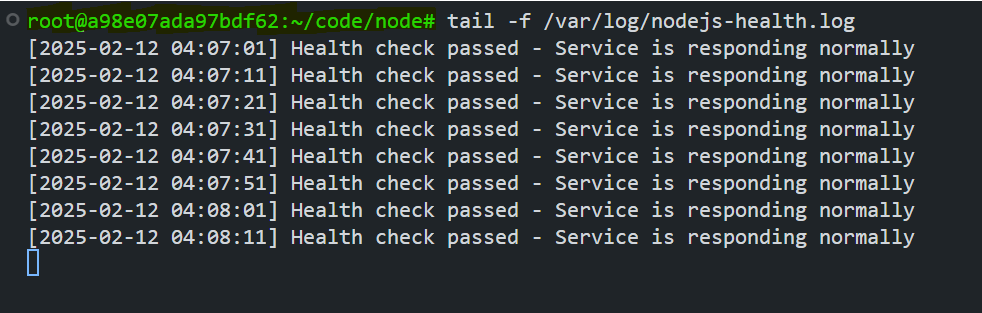 root@a98e07ada97bdf62:~/code/node# tail -f /var/log/nodejs-health.log
[2025-02-12 04:07:01] Health check passed - Service is responding normally
[2025-02-12 04:07:11] Health check passed - Service is responding normally
[2025-02-12 04:07:21] Health check passed - Service is responding normally
[2025-02-12 04:07:31] Health check passed - Service is responding normally
[2025-02-12 04:07:41] Health check passed - Service is responding normally
[2025-02-12 04:07:51] Health check passed - Service is responding normally
[2025-02-12 04:08:01] Health check passed - Service is responding normally
[2025-02-12 04:08:11] Health check passed - Service is responding normally